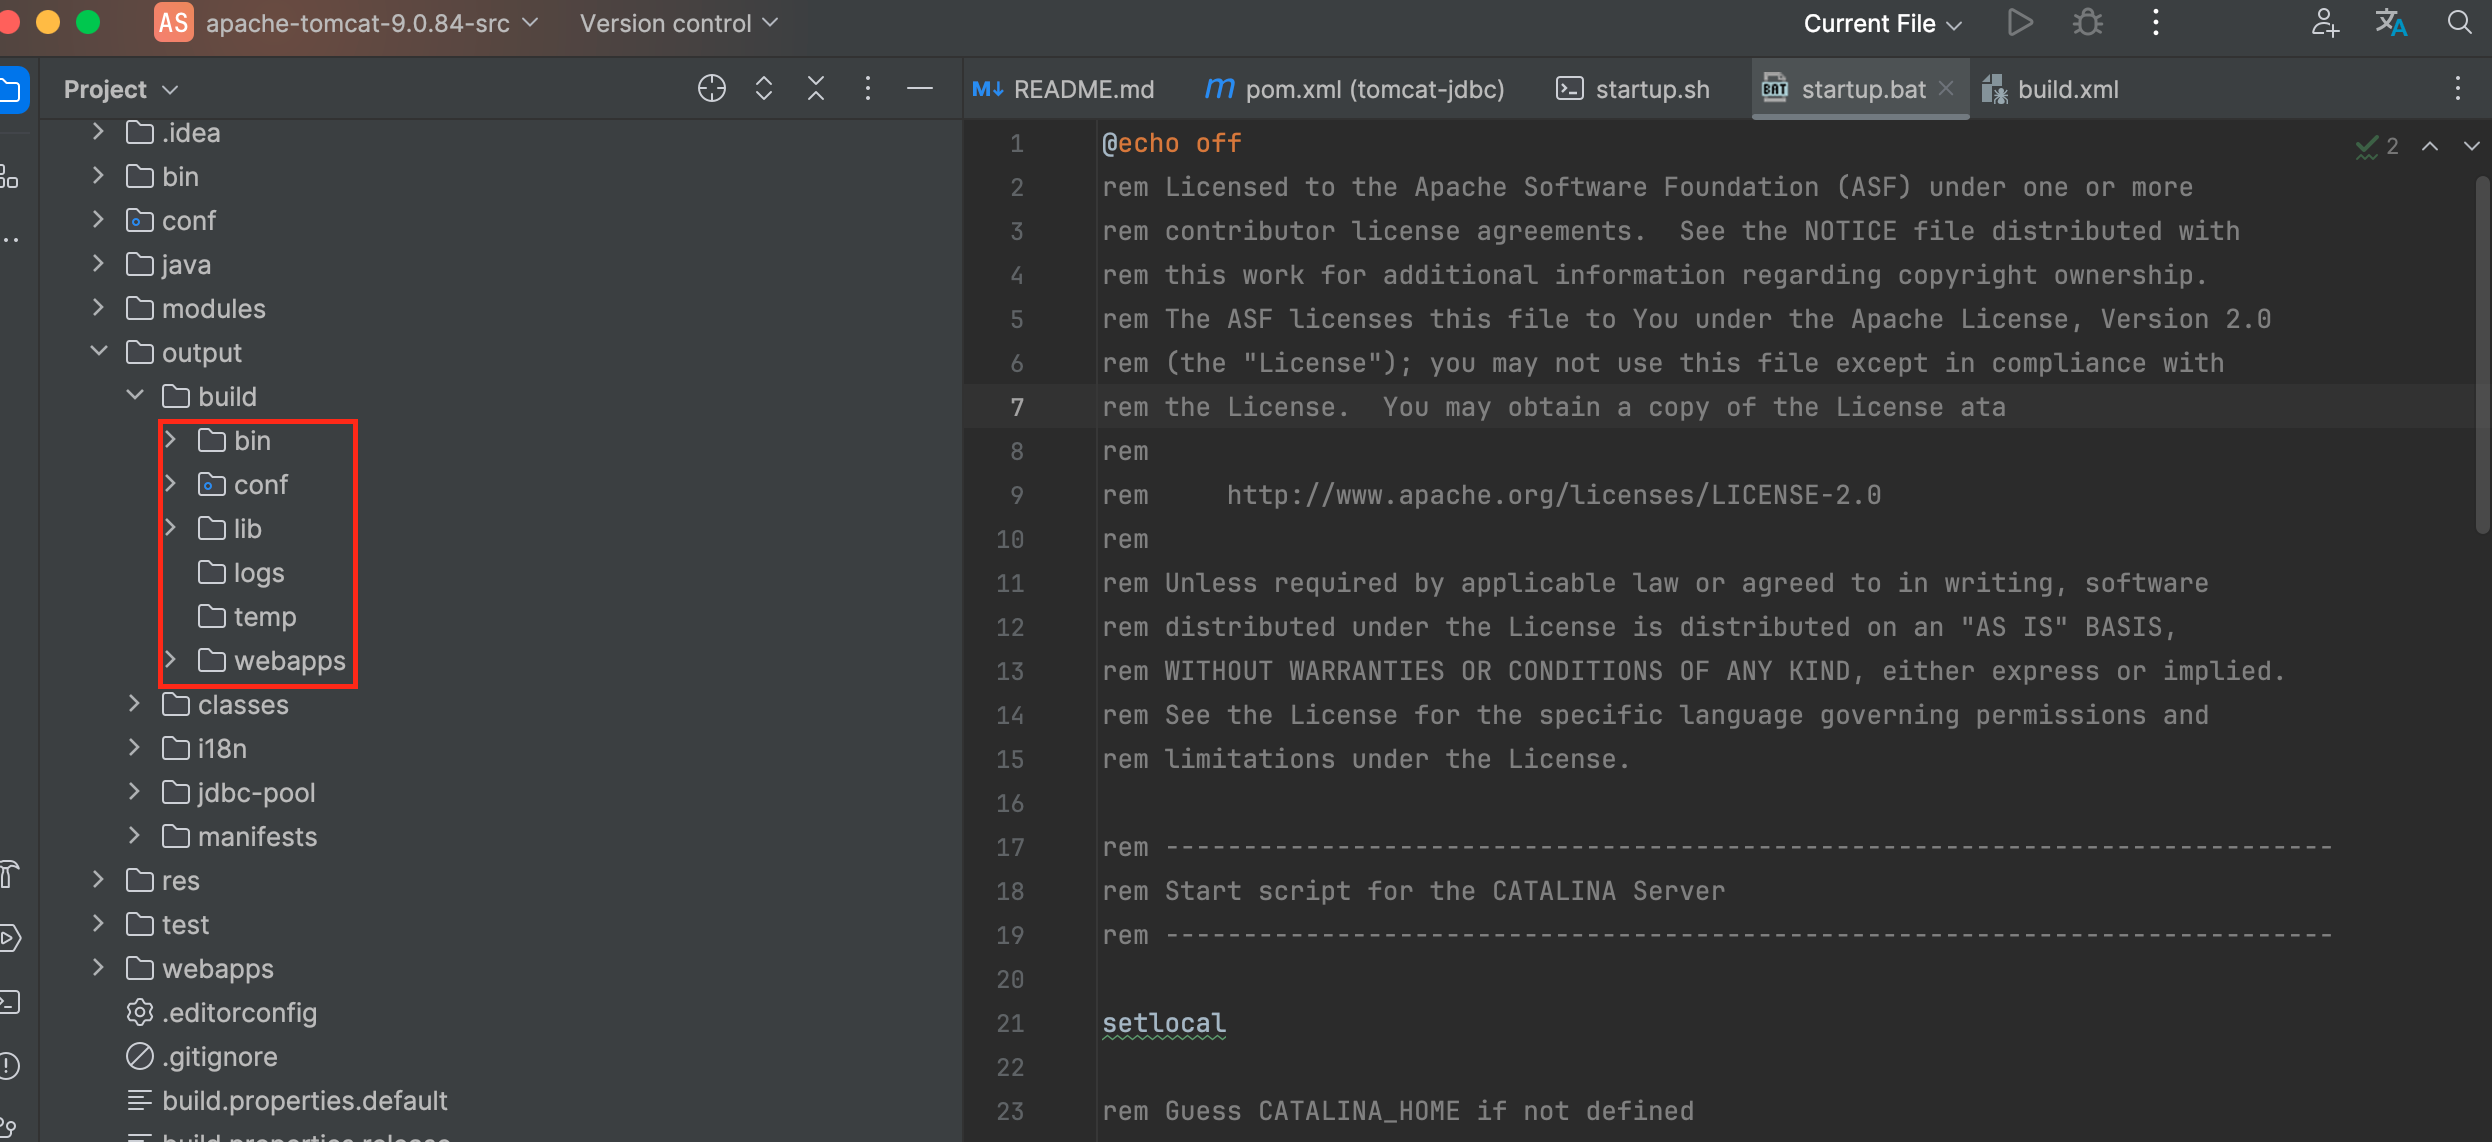 AS apache-tomcat-9.0.84-src Version control Current File
Project
README.md pom.xml (tomcat-jdbc) startup.sh startup.bat build.xml
.idea
bin
conf
java
modules
output
build
bin
conf
lib
logs
temp
webapps
classes
i18n
jdbc-pool
manifests
res
test
webapps
.editorconfig
.gitignore
build.properties.default
build.properties.release
2
1 @echo off
2 rem Licensed to the Apache Software Foundation (ASF) under one or more
3 rem contributor license agreements.  See the NOTICE file distributed with
4 rem this work for additional information regarding copyright ownership.
5 rem The ASF licenses this file to You under the Apache License, Version 2.0
6 rem (the "License"); you may not use this file except in compliance with
7 rem the License.  You may obtain a copy of the License ata
8 rem
9 rem     http://www.apache.org/licenses/LICENSE-2.0
10 rem
11 rem Unless required by applicable law or agreed to in writing, software
12 rem distributed under the License is distributed on an "AS IS" BASIS,
13 rem WITHOUT WARRANTIES OR CONDITIONS OF ANY KIND, either express or implied.
14 rem See the License for the specific language governing permissions and
15 rem limitations under the License.
16
17 rem ---------------------------------------------------------------------------
18 rem Start script for the CATALINA Server
19 rem ---------------------------------------------------------------------------
20
21 setlocal
22
23 rem Guess CATALINA_HOME if not defined